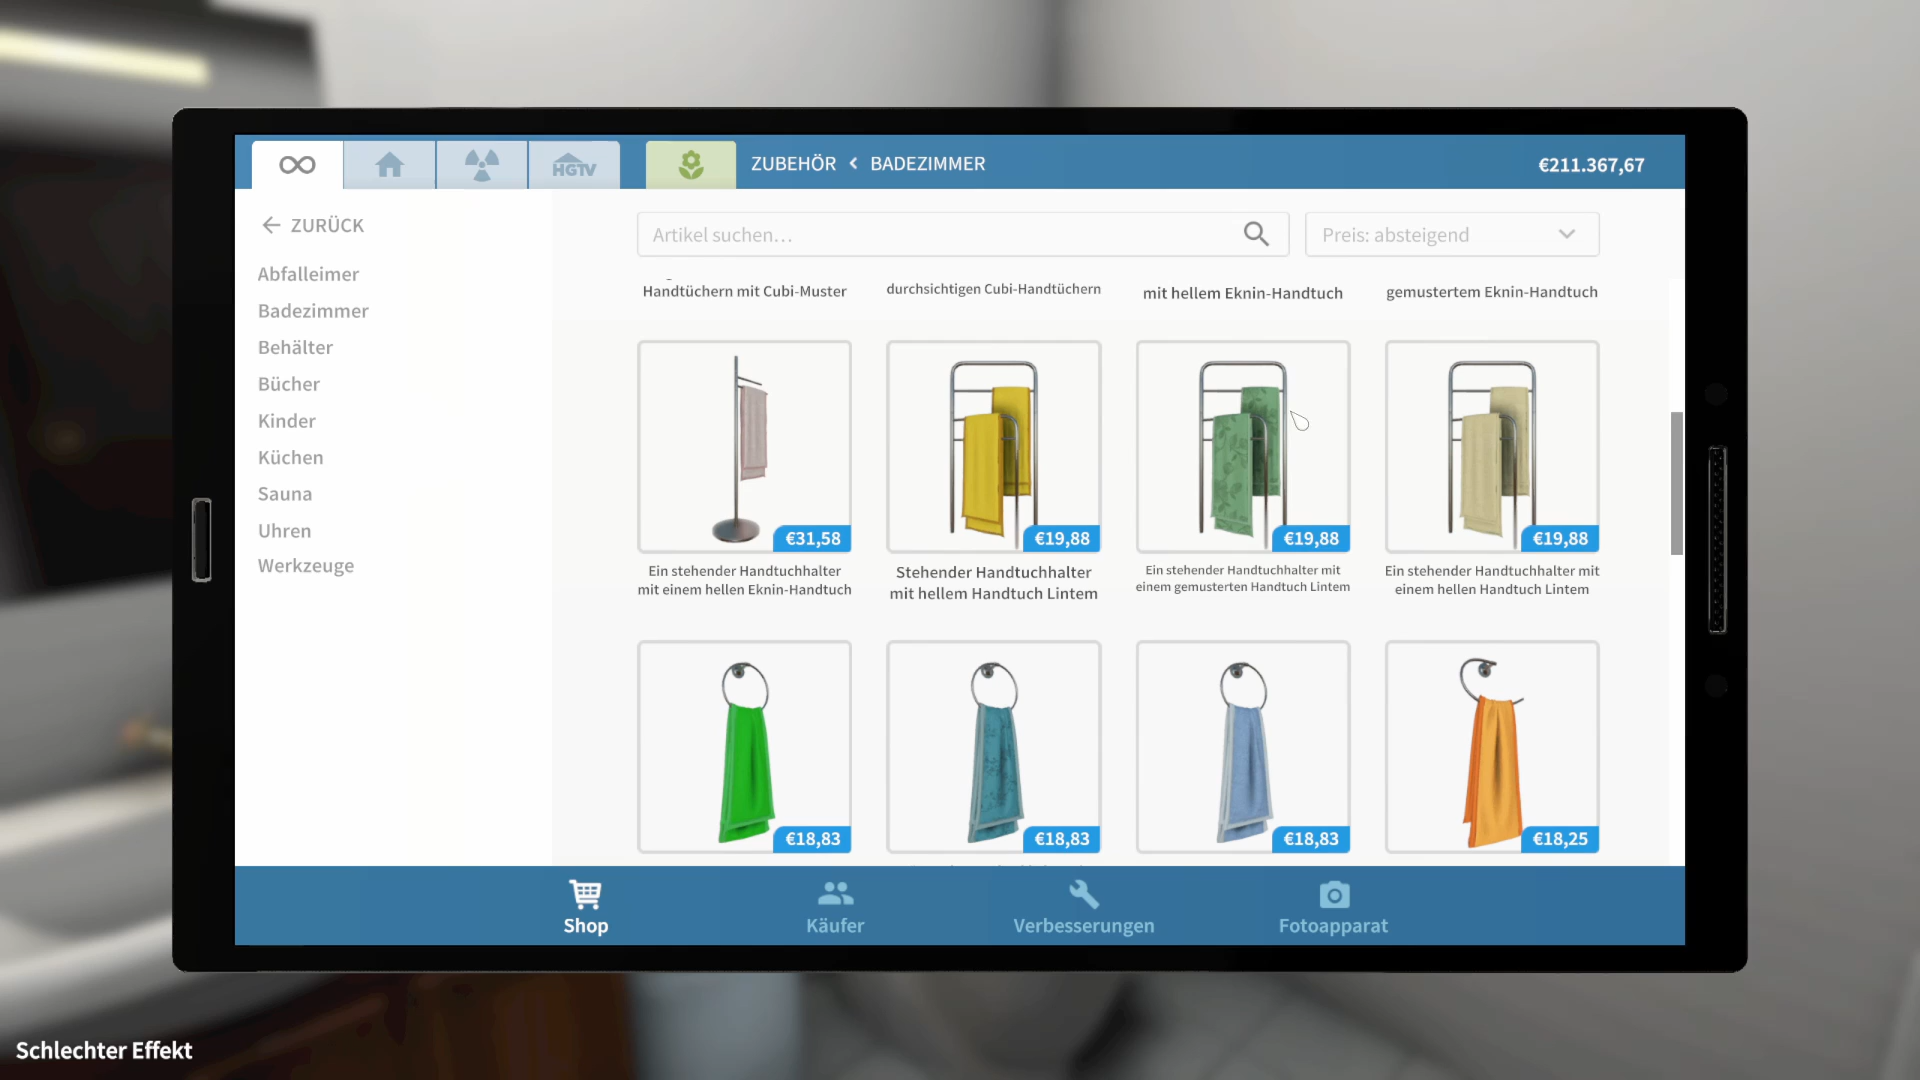 HGTV
ZUBEHÖR < BADEZIMMER
€211.367,67
ZURÜCK
Abfalleimer
Badezimmer
Behälter
Bücher
Kinder
Küchen
Sauna
Uhren
Werkzeuge
Artikel suchen...
Preis: absteigend
Handtüchern mit Cubi-Muster
durchsichtigen Cubi-Handtüchern
mit hellem Eknin-Handtuch
gemustertem Eknin-Handtuch
€31,58
€19,88
€19,88
€19,88
Ein stehender Handtuchhalter
mit einem hellen Eknin-Handtuch
Stehender Handtuchhalter
mit hellem Handtuch Lintem
Ein stehender Handtuchhalter mit
einem gemusterten Handtuch Lintem
Ein stehender Handtuchhalter mit
einem hellen Handtuch Lintem
€18,83
€18,83
€18,83
€18,25
Shop
Käufer
Verbesserungen
Fotoapparat
Schlechter Effekt